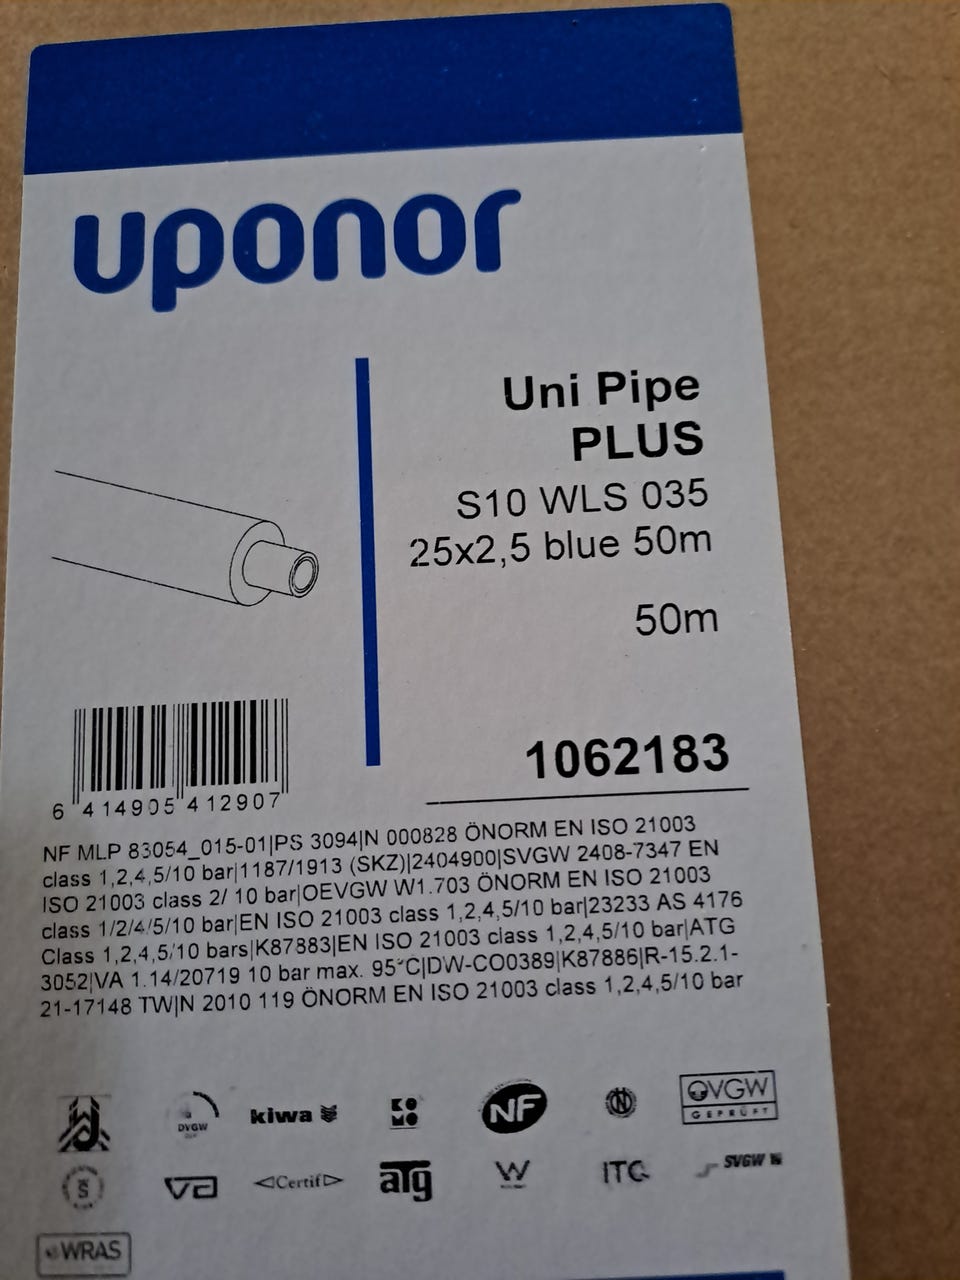 uponor
Uni Pipe
PLUS
S10 WLS 035
25x2,5 blue 50m
50m
1062183
6 414905 412907
NF MLP 83054_015-01|PS 3094|N 000828 ÖNORM EN ISO 21003
class 1,2,4,5/10 bar|1187/1913 (SKZ)|2404900|SVGW 2408-7347 EN
ISO 21003 class 2/ 10 bar|OEVGW W1.703 ÖNORM EN ISO 21003
class 1/2/4/5/10 bar|EN ISO 21003 class 1,2,4,5/10 bar|23233 AS 4176
Class 1,2,4,5/10 bars|K87883|EN ISO 21003 class 1,2,4,5/10 bar|ATG
3052|VA 1.14/20719 10 bar max. 95°C|DW-CO0389|K87886|R-15.2.1-
21-17148 TW|N 2010 119 ÖNORM EN ISO 21003 class 1,2,4,5/10 bar
DVGW kiwa KOMO NF N ÖVGW GEPRÜFT
S VA Certif atg W ITC SVGW
WRAS